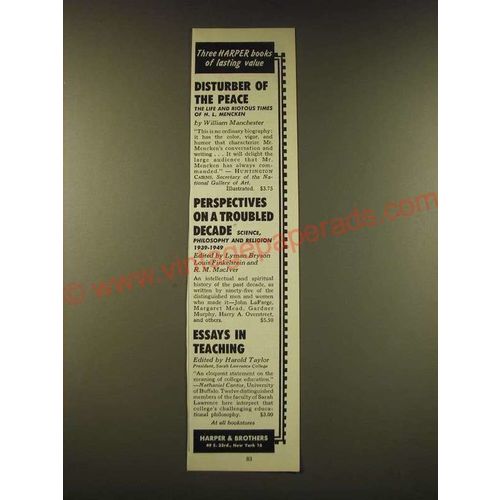 Three HARPER books
of lasting value
DISTURBER OF
THE PEACE
THE LIFE AND RIOTOUS TIMES
OF H. L. MENCKEN
by William Manchester
"This is no ordinary biography;
it has the color, vigor, and
humor that characterize Mr.
Mencken's conversation and
writing . . . It will delight the
large audience that Mr.
Mencken has always com-
manded." — HUNTINGTON
CAIRNS, Secretary of the Na-
tional Gallery of Art.
Illustrated. $3.75
PERSPECTIVES
ON A TROUBLED
DECADE SCIENCE,
PHILOSOPHY AND RELIGION
1939-1949
Edited by Lyman Bryson
Louis Finkelstein and
R. M. MacIver
An intellectual and spiritual
history of the past decade, as
written by ninety-five of the
distinguished men and women
who made it—John LaFarge,
Margaret Mead, Gardner
Murphy, Harry A. Overstreet,
and others. $5.50
ESSAYS IN
TEACHING
Edited by Harold Taylor
President, Sarah Lawrence College
"An eloquent statement on the
meaning of college education."
—Nathaniel Cantor, University
of Buffalo. Twelve distinguished
members of the faculty of Sarah
Lawrence here interpret that
college's challenging educa-
tional philosophy. $3.00
At all bookstores
HARPER & BROTHERS
49 E. 33rd., New York 16
83
© www.vintagepaperads.com